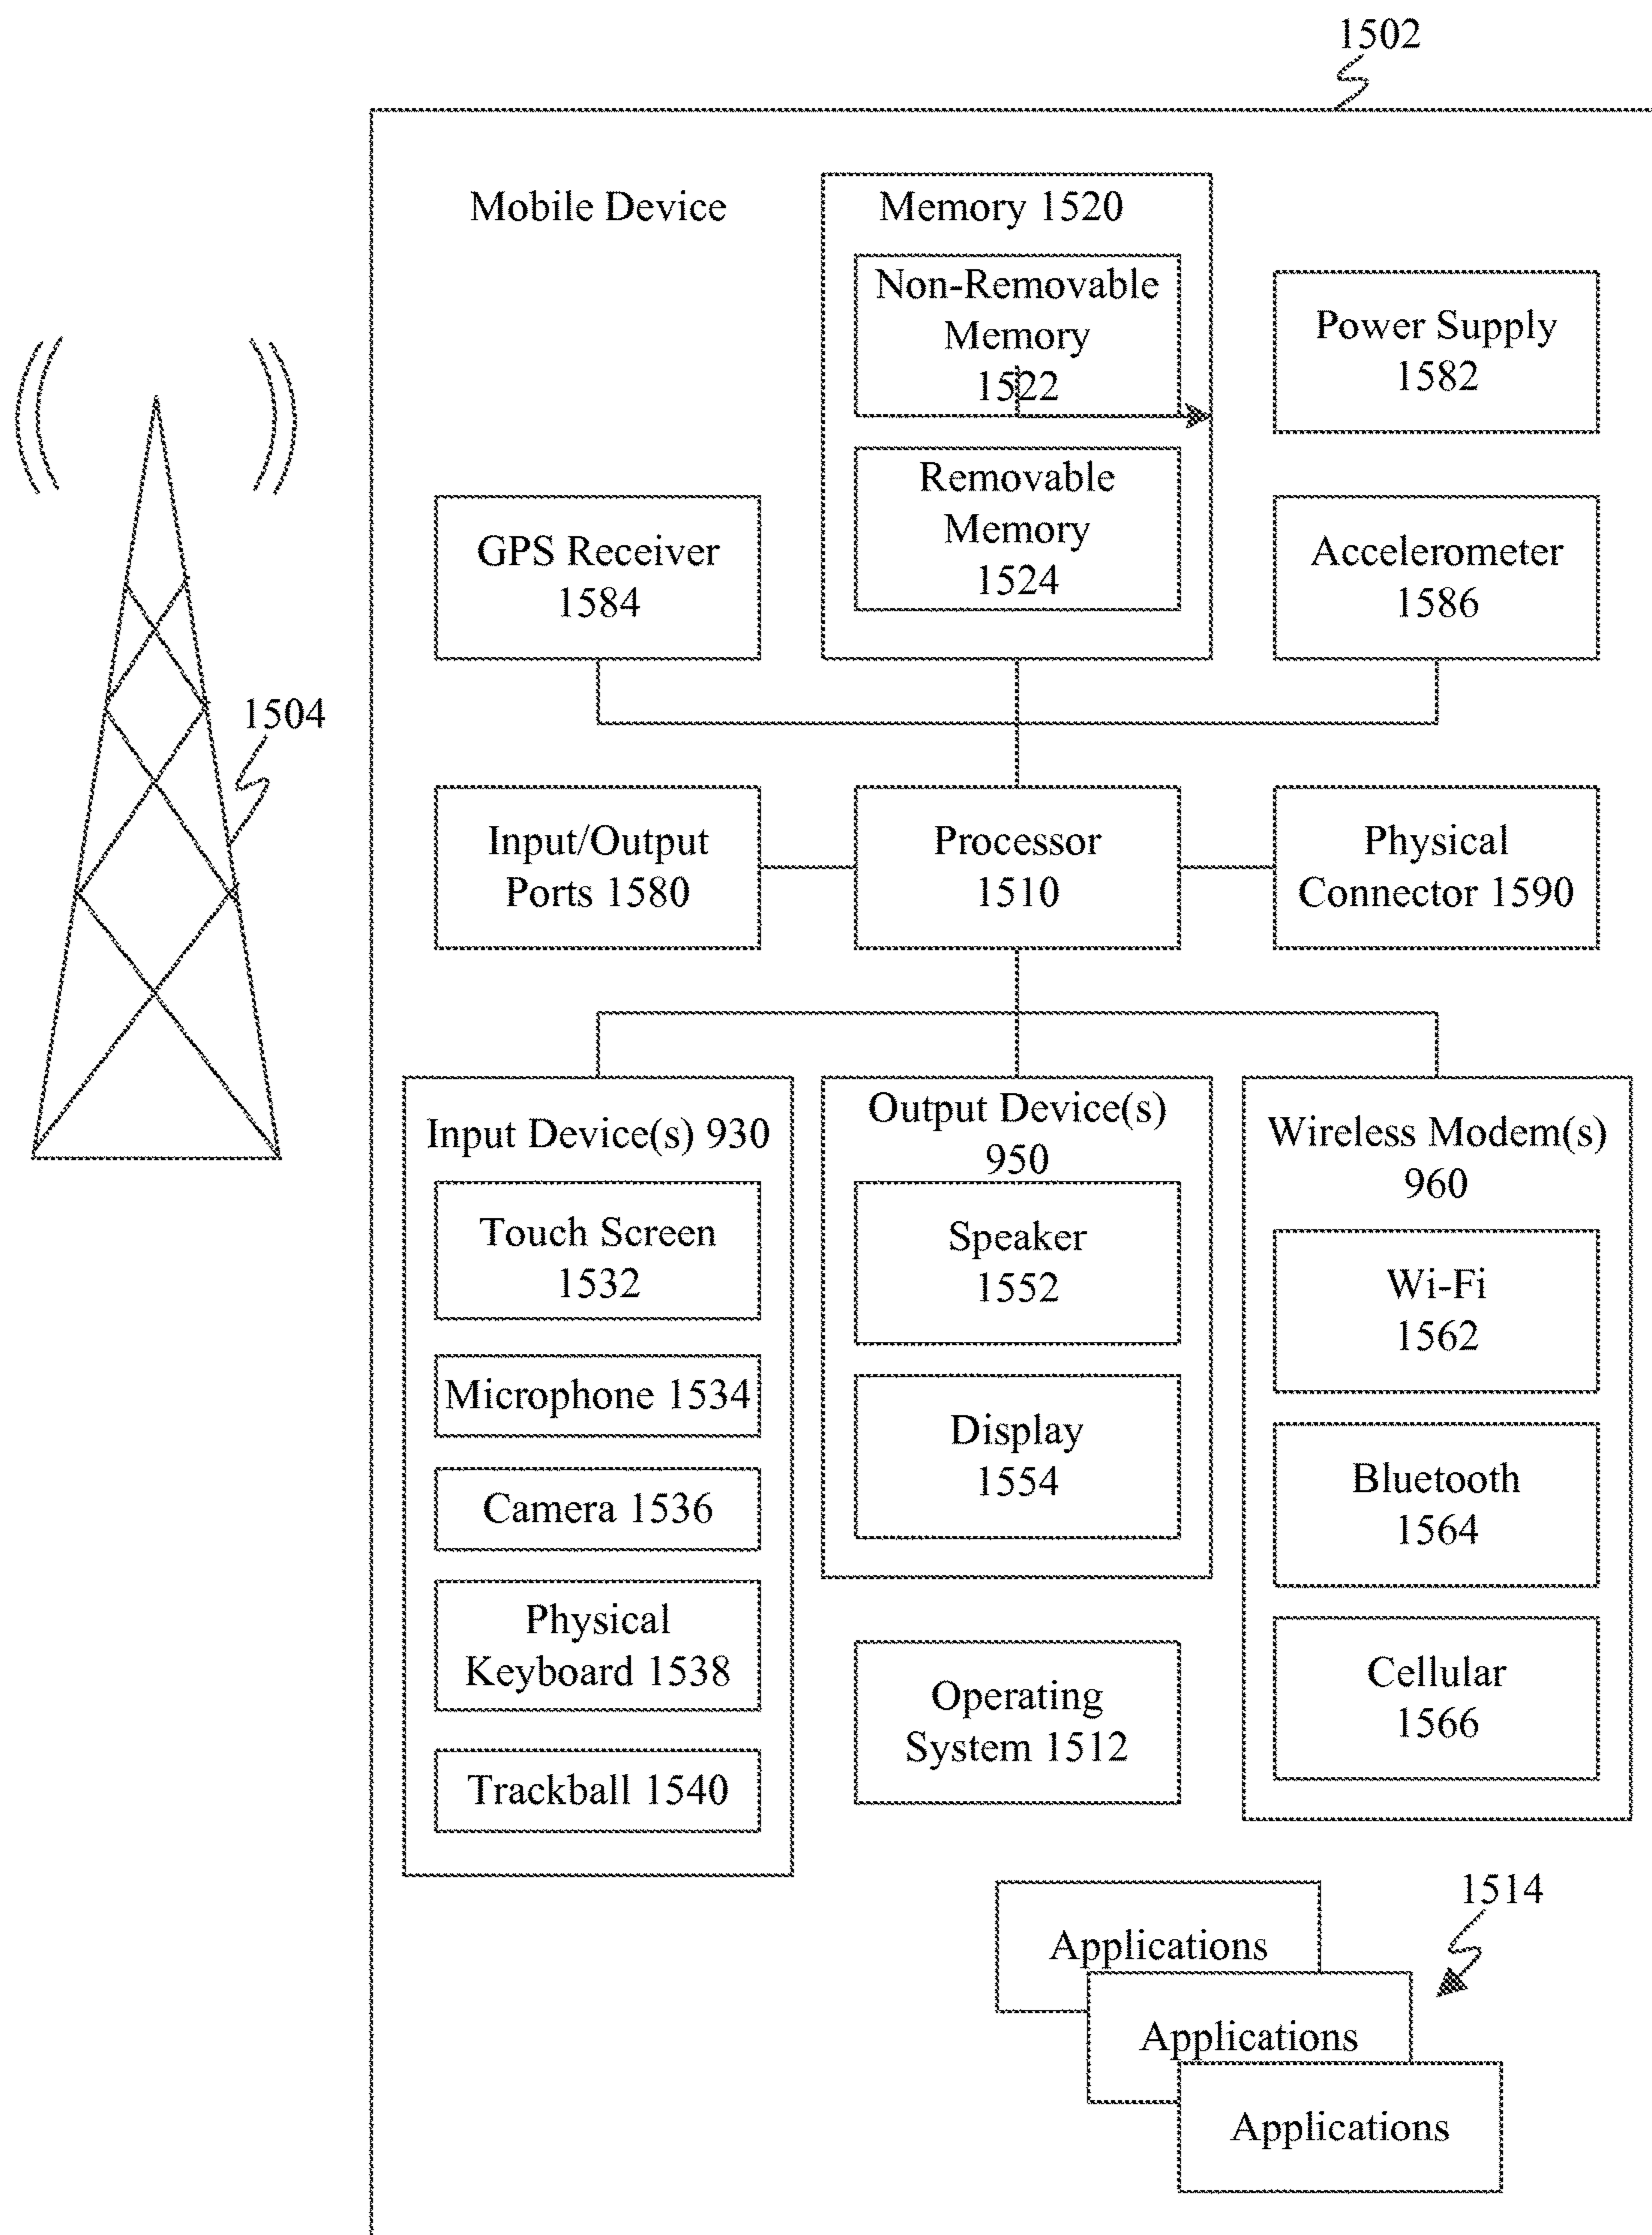 1502
Mobile Device
Memory 1520
Non-Removable
Memory
1522
Power Supply
1582
Removable
Memory
1524
GPS Receiver
1584
Accelerometer
1586
1504
Input/Output
Ports 1580
Processor
1510
Physical
Connector 1590
Input Device(s) 930
Touch Screen
1532
Microphone 1534
Camera 1536
Physical
Keyboard 1538
Trackball 1540
Output Device(s)
950
Speaker
1552
Display
1554
Operating
System 1512
Wireless Modem(s)
960
Wi-Fi
1562
Bluetooth
1564
Cellular
1566
1514
Applications
Applications
Applications